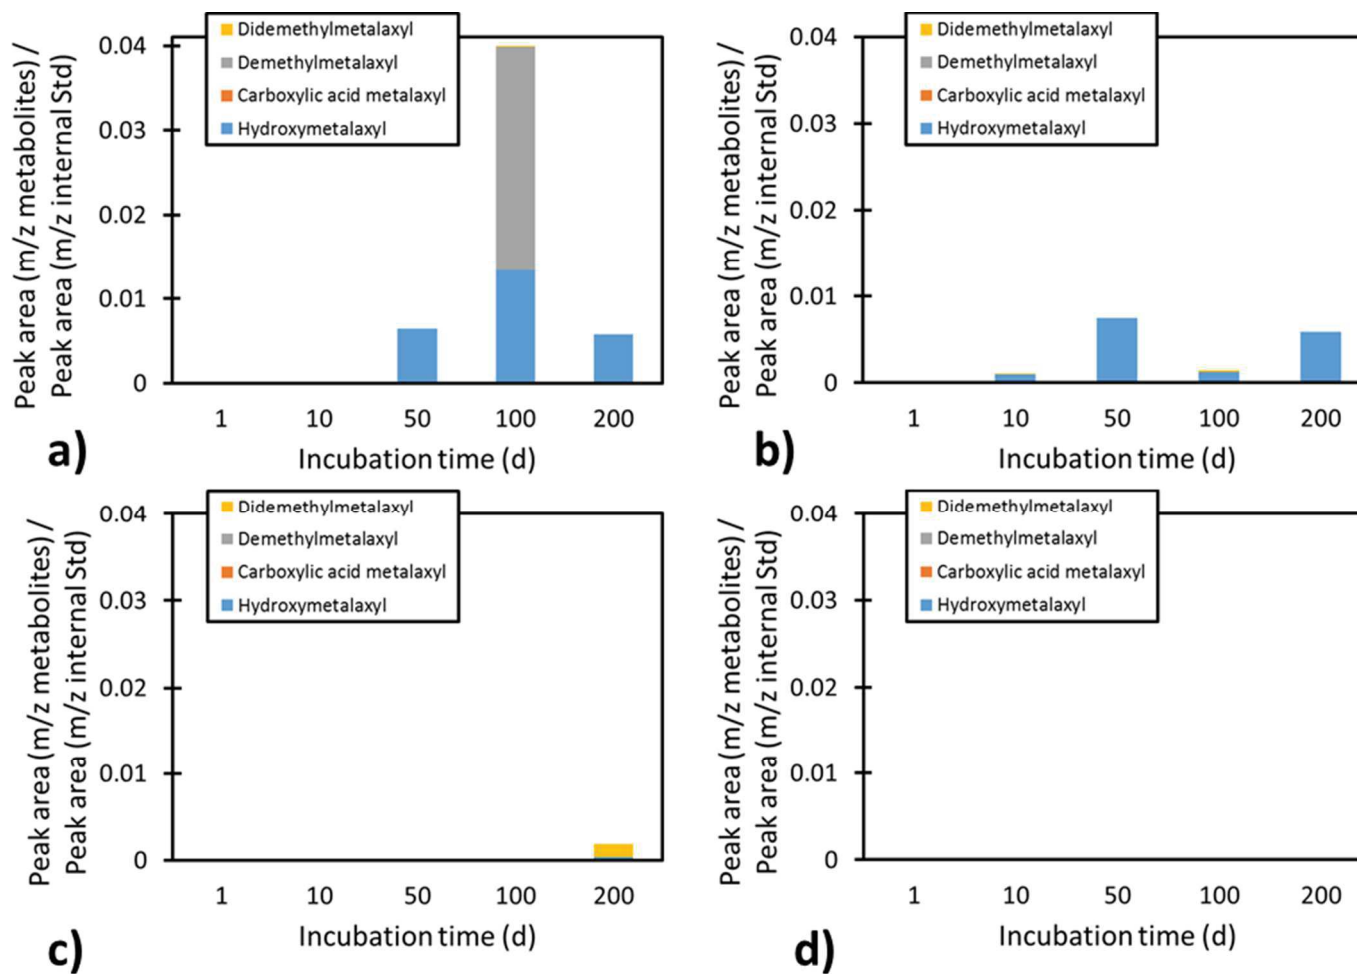 Didemethylmetalaxyl
Demethylmetalaxyl
Carboxylic acid metalaxyl
Hydroxymetalaxyl
Peak area (m/z metabolites) /
Peak area (m/z internal Std)
0.04
0.03
0.02
0.01
0
1 10 50 100 200
Incubation time (d)
a)
Didemethylmetalaxyl
Demethylmetalaxyl
Carboxylic acid metalaxyl
Hydroxymetalaxyl
Peak area (m/z metabolites) /
Peak area (m/z internal Std)
0.04
0.03
0.02
0.01
0
1 10 50 100 200
Incubation time (d)
b)
Didemethylmetalaxyl
Demethylmetalaxyl
Carboxylic acid metalaxyl
Hydroxymetalaxyl
Peak area (m/z metabolites) /
Peak area (m/z internal Std)
0.04
0.03
0.02
0.01
0
1 10 50 100 200
Incubation time (d)
c)
Didemethylmetalaxyl
Demethylmetalaxyl
Carboxylic acid metalaxyl
Hydroxymetalaxyl
Peak area (m/z metabolites) /
Peak area (m/z internal Std)
0.04
0.03
0.02
0.01
0
1 10 50 100 200
Incubation time (d)
d)